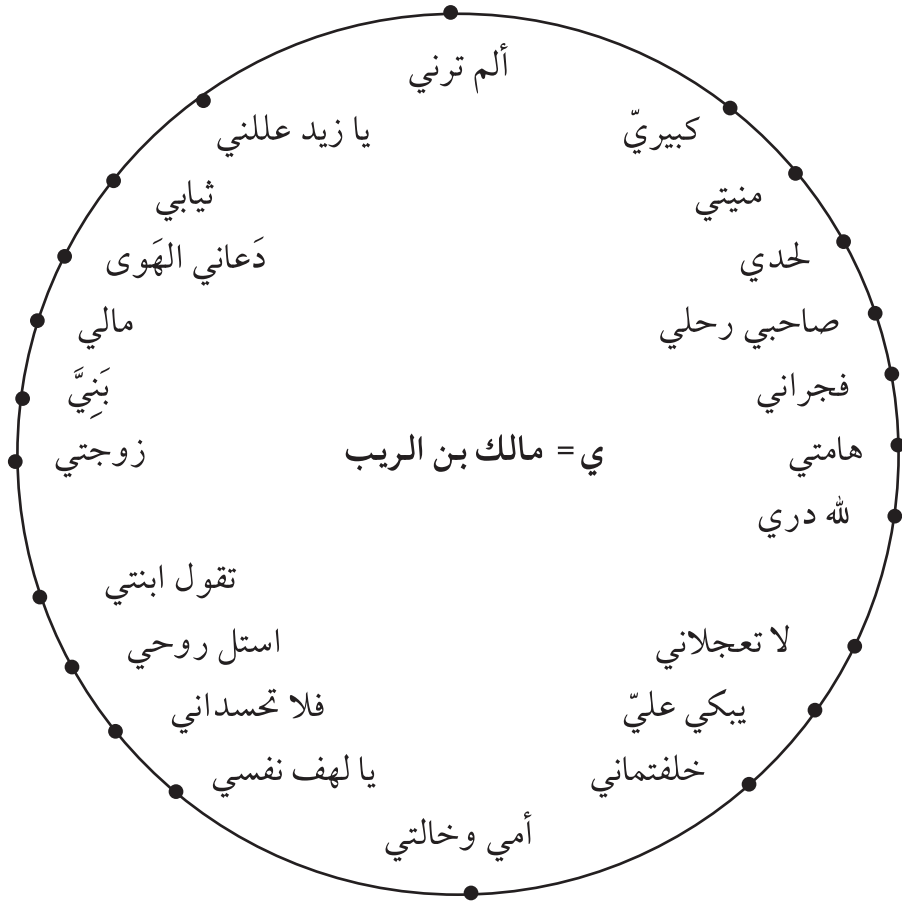 ألم ترني
كبيريّ
يا زيد عللني
منيتي
ثيابي
لحدي
دَعاني الهَوى
صاحبي رحلي
مالي
فجراني
بَنِيَّ
هامتي
ي = مالك بن الريب
زوجتي
لله دري
تقول ابنتي
لا تعجلاني
استل روحي
يبكي عليّ
فلا تحسداني
خلفتماني
يا لهف نفسي
أمي وخالتي